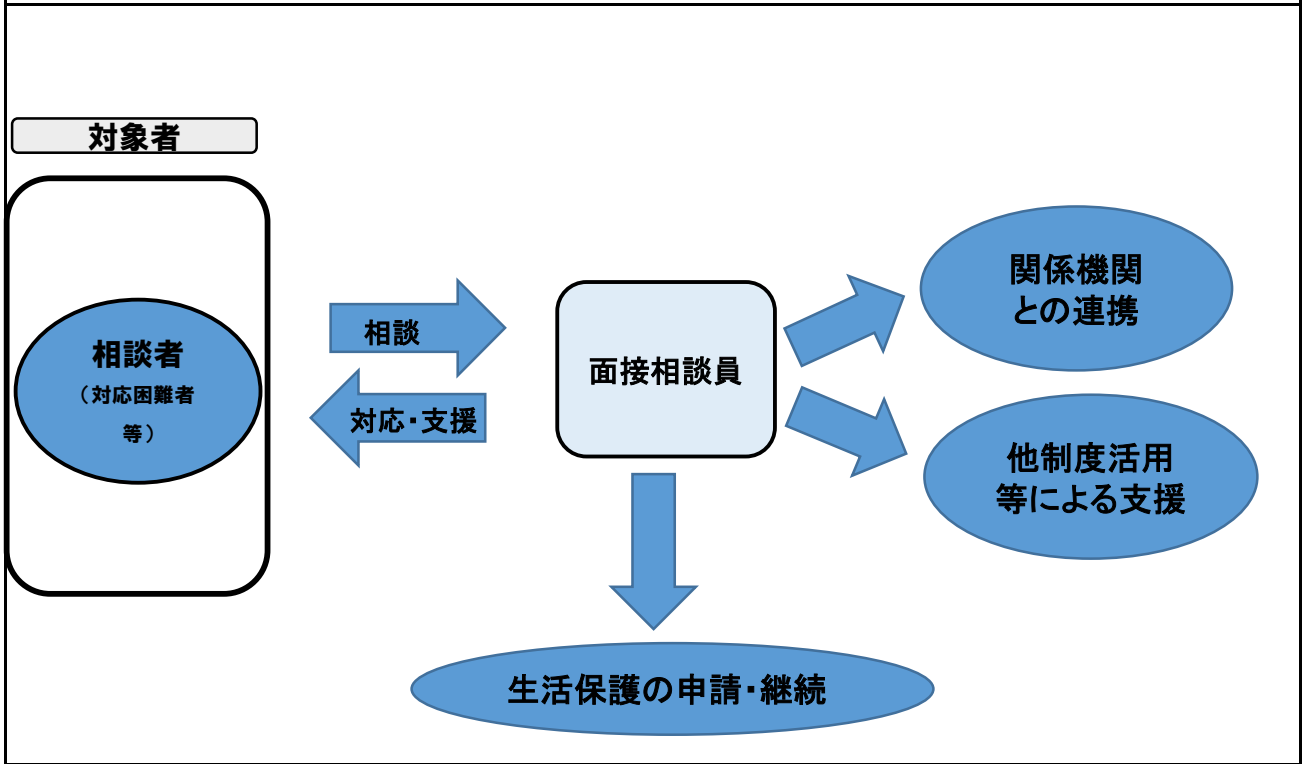 対象者
相談者
（対応困難者
等）
相談
対応・支援
面接相談員
関係機関
との連携
他制度活用
等による支援
生活保護の申請・継続